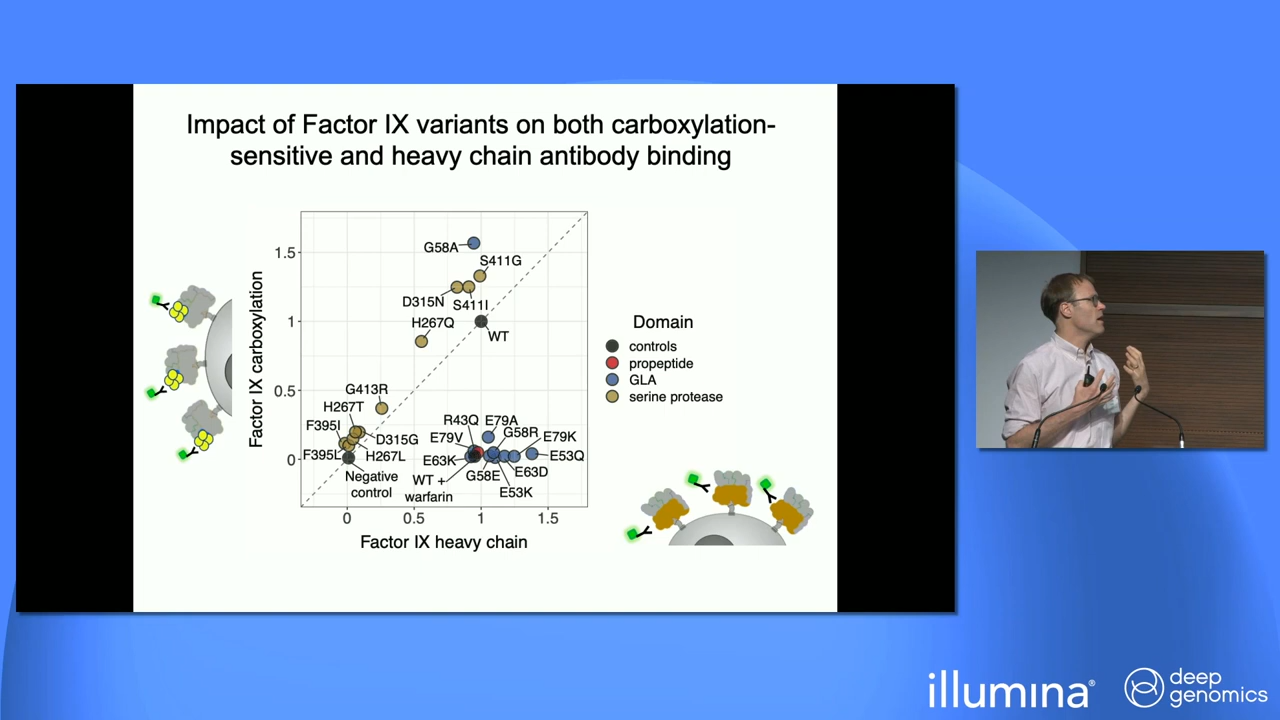 Impact of Factor IX variants on both carboxylation-
sensitive and heavy chain antibody binding
Factor IX carboxylation
1.5
1
0.5
0
G58A
S411G
D315N
S411I
H267Q
WT
G413R
H267T
F395I
D315G
F395L
H267L
Negative
control
R43Q
E79A
E79V
G58R
E79K
E63K
E53Q
G58E
E63D
WT +
warfarin
E53K
0
0.5
1
1.5
Factor IX heavy chain
Domain
controls
propeptide
GLA
serine protease
illumina®
deep
genomics